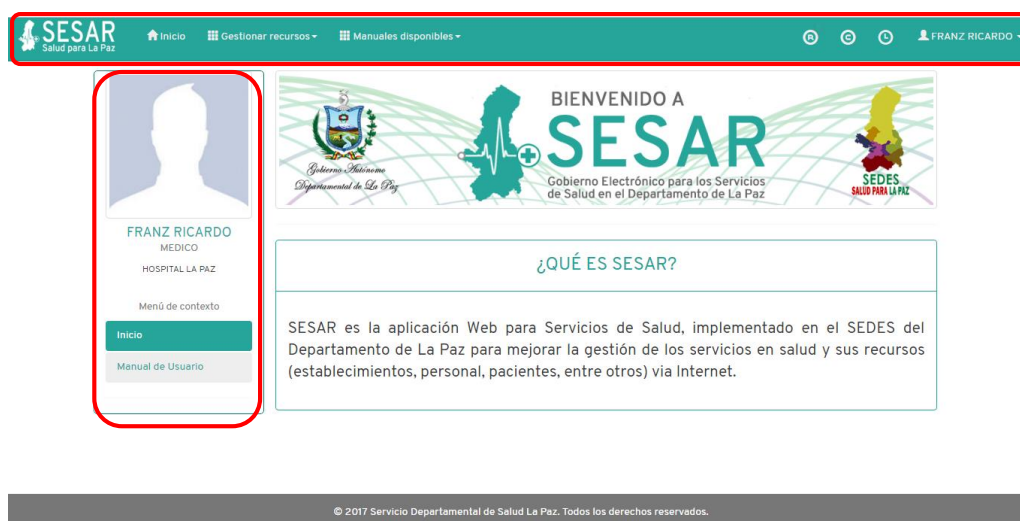 SESAR
Salud para La Paz
Inicio
Gestionar recursos
Manuales disponibles
R
C
L
FRANZ RICARDO
FRANZ RICARDO
MEDICO
HOSPITAL LA PAZ
Menú de contexto
Inicio
Manual de Usuario
Gobierno Autónomo
Departamental de La Paz
BIENVENIDO A
SESAR
Gobierno Electrónico para los Servicios
de Salud en el Departamento de La Paz
SEDES
SALUD PARA LA PAZ
¿QUÉ ES SESAR?
SESAR es la aplicación Web para Servicios de Salud, implementado en el SEDES del
Departamento de La Paz para mejorar la gestión de los servicios en salud y sus recursos
(establecimientos, personal, pacientes, entre otros) via Internet.
© 2017 Servicio Departamental de Salud La Paz. Todos los derechos reservados.